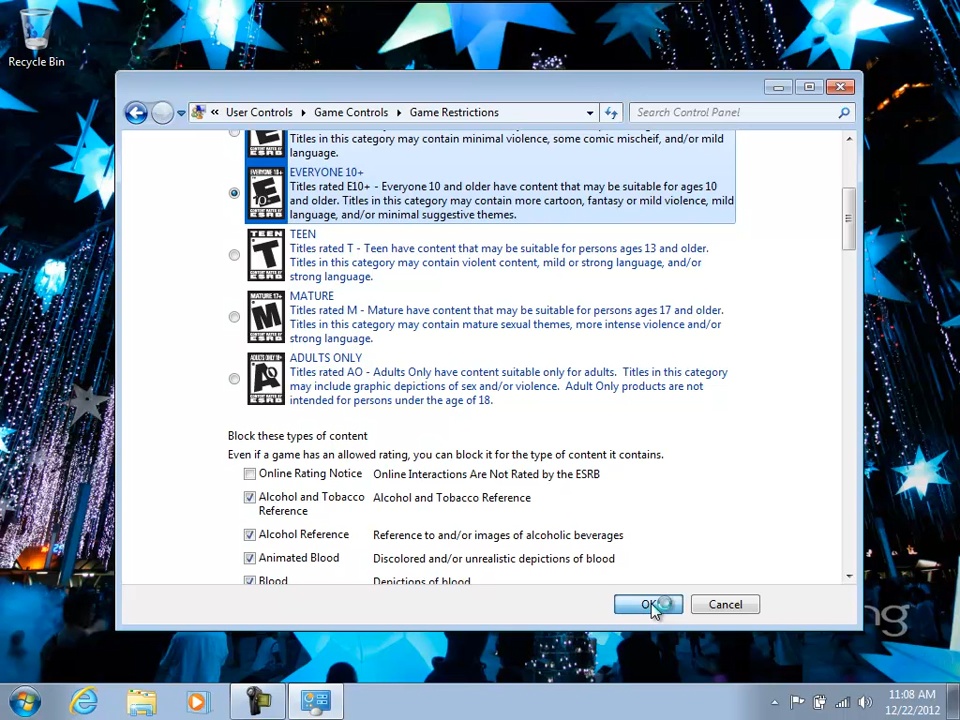 Recycle Bin
« User Controls Game Controls Game Restrictions
Search Control Panel
Titles in this category may contain minimal violence, some comic mischeif, and/or mild
language.
EVERYONE 10+
Titles rated E10+ - Everyone 10 and older have content that may be suitable for ages 10
and older. Titles in this category may contain more cartoon, fantasy or mild violence, mild
language, and/or minimal suggestive themes.
TEEN
Titles rated T - Teen have content that may be suitable for persons ages 13 and older.
Titles in this category may contain violent content, mild or strong language, and/or
strong language.
MATURE
Titles rated M - Mature have content that may be suitable for persons ages 17 and older.
Titles in this category may contain mature sexual themes, more intense violence and/or
strong language.
ADULTS ONLY
Titles rated AO - Adults Only have content suitable only for adults. Titles in this category
may include graphic depictions of sex and/or violence. Adult Only products are not
intended for persons under the age of 18.
Block these types of content
Even if a game has an allowed rating, you can block it for the type of content it contains.
Online Rating Notice Online Interactions Are Not Rated by the ESRB
Alcohol and Tobacco Alcohol and Tobacco Reference
Reference
Alcohol Reference Reference to and/or images of alcoholic beverages
Animated Blood Discolored and/or unrealistic depictions of blood
Blood Depictions of blood
OK Cancel
11:08 AM
12/22/2012